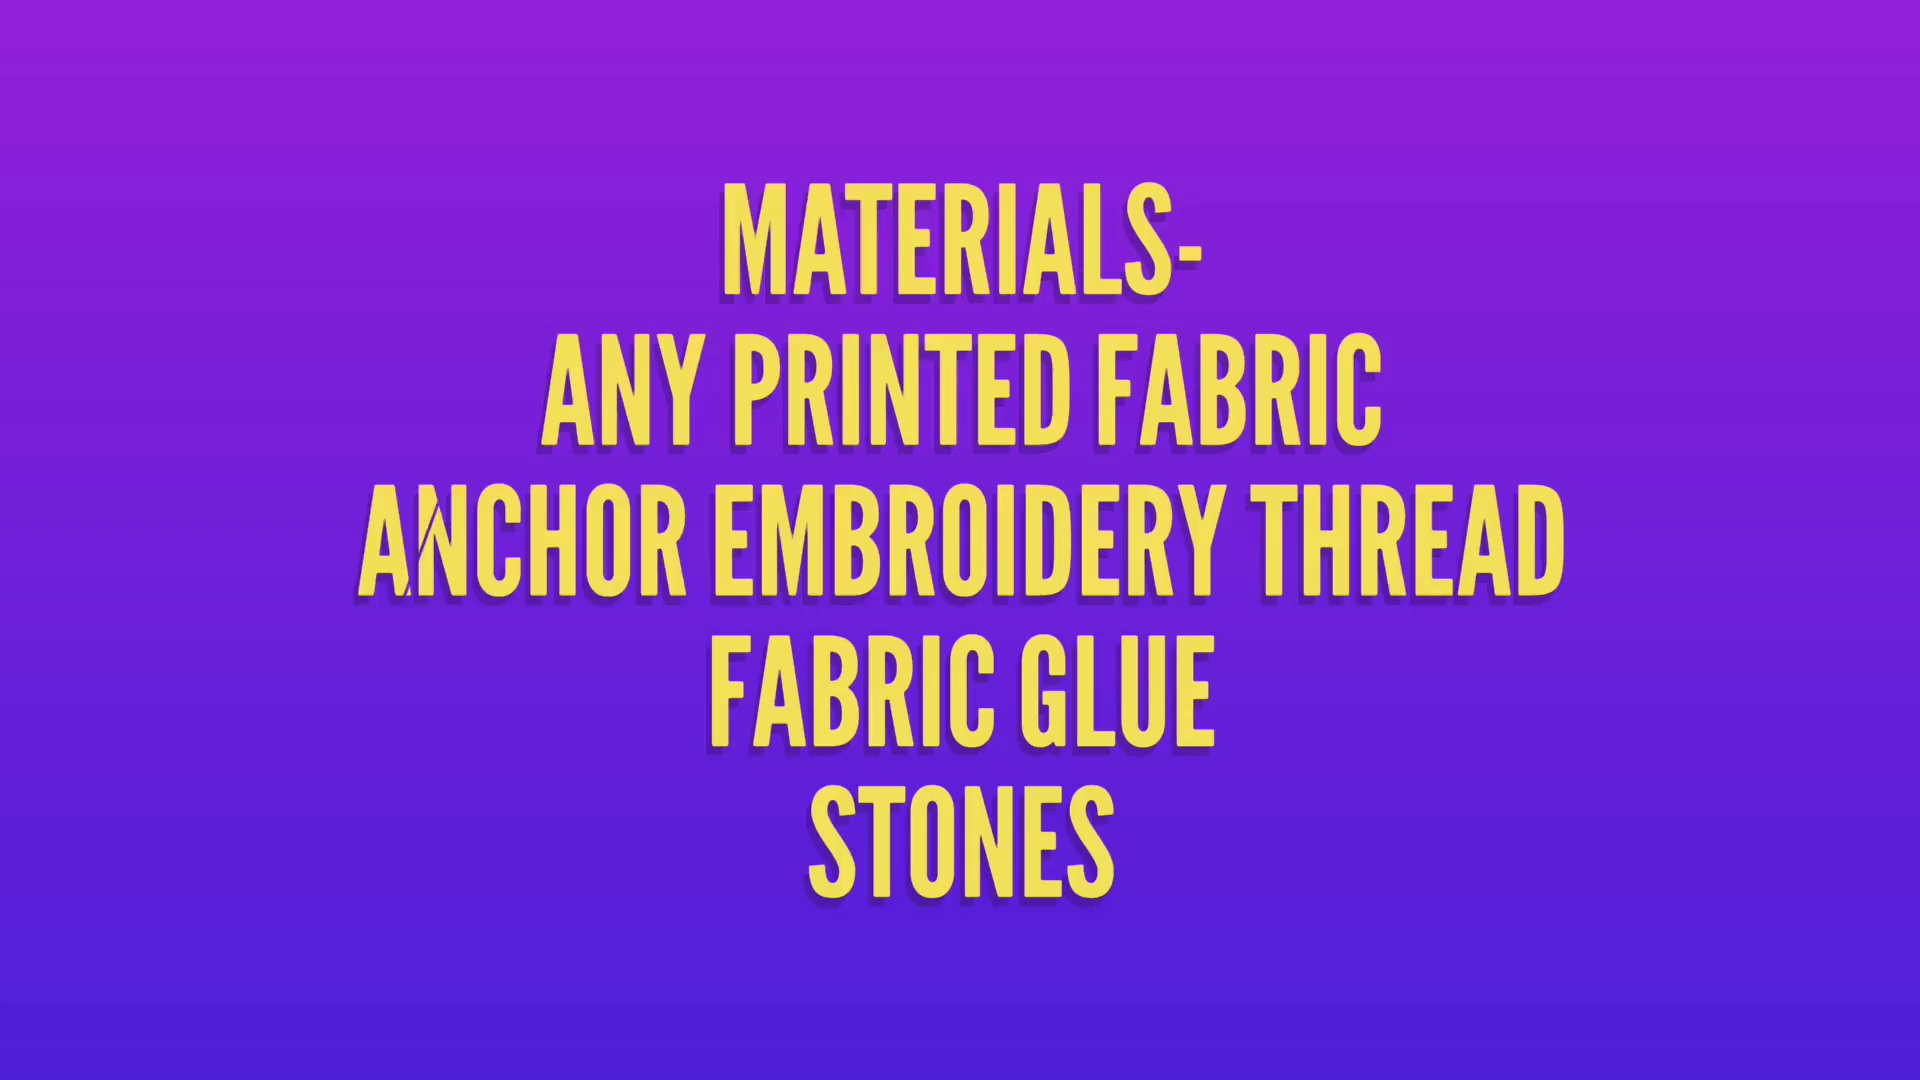 MATERIALS-
ANY PRINTED FABRIC
ANCHOR EMBROIDERY THREAD
FABRIC GLUE
STONES